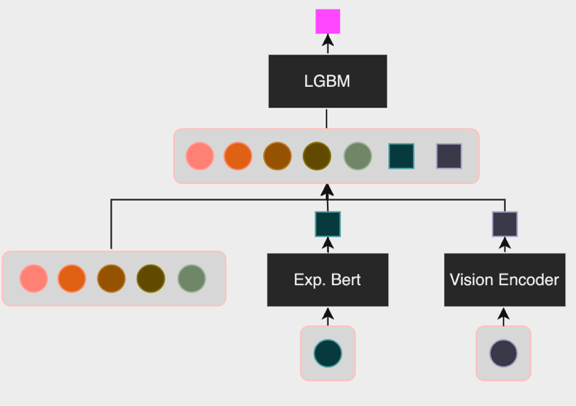 LGBM
Exp. Bert
Vision Encoder